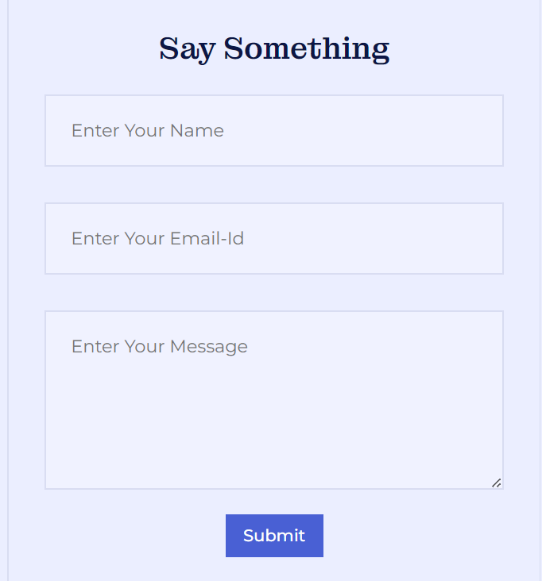 Say Something
Enter Your Name
Enter Your Email-Id
Enter Your Message
Submit